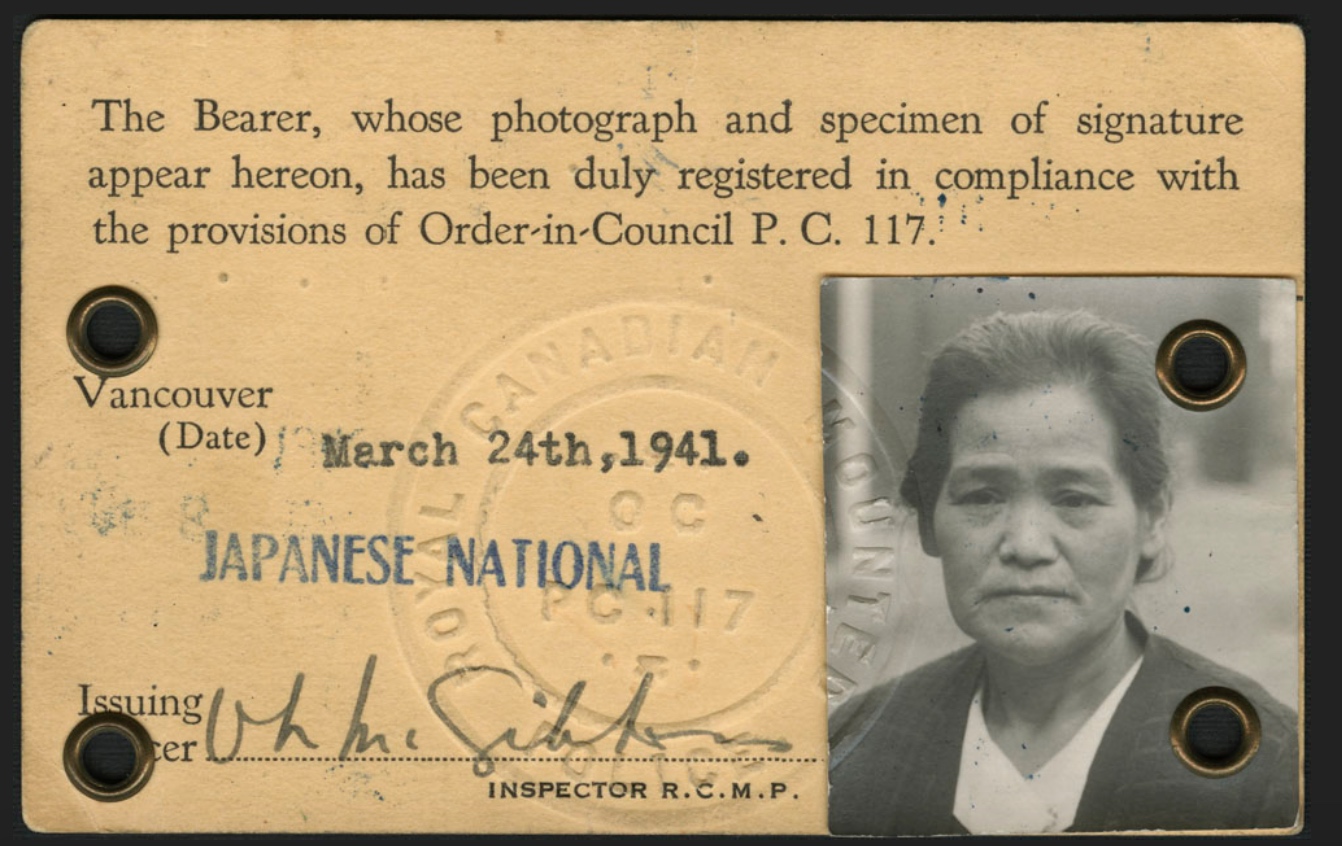 The Bearer, whose photograph and specimen of signature
appear hereon, has been duly registered in compliance with
the provisions of Order-in-Council P. C. 117.
Vancouver
(Date) March 24th,1941.
JAPANESE NATIONAL
ROYAL CANADIAN MOUNTED POLICE
OC
PC 117
Issuing
INSPECTOR R.C.M.P.